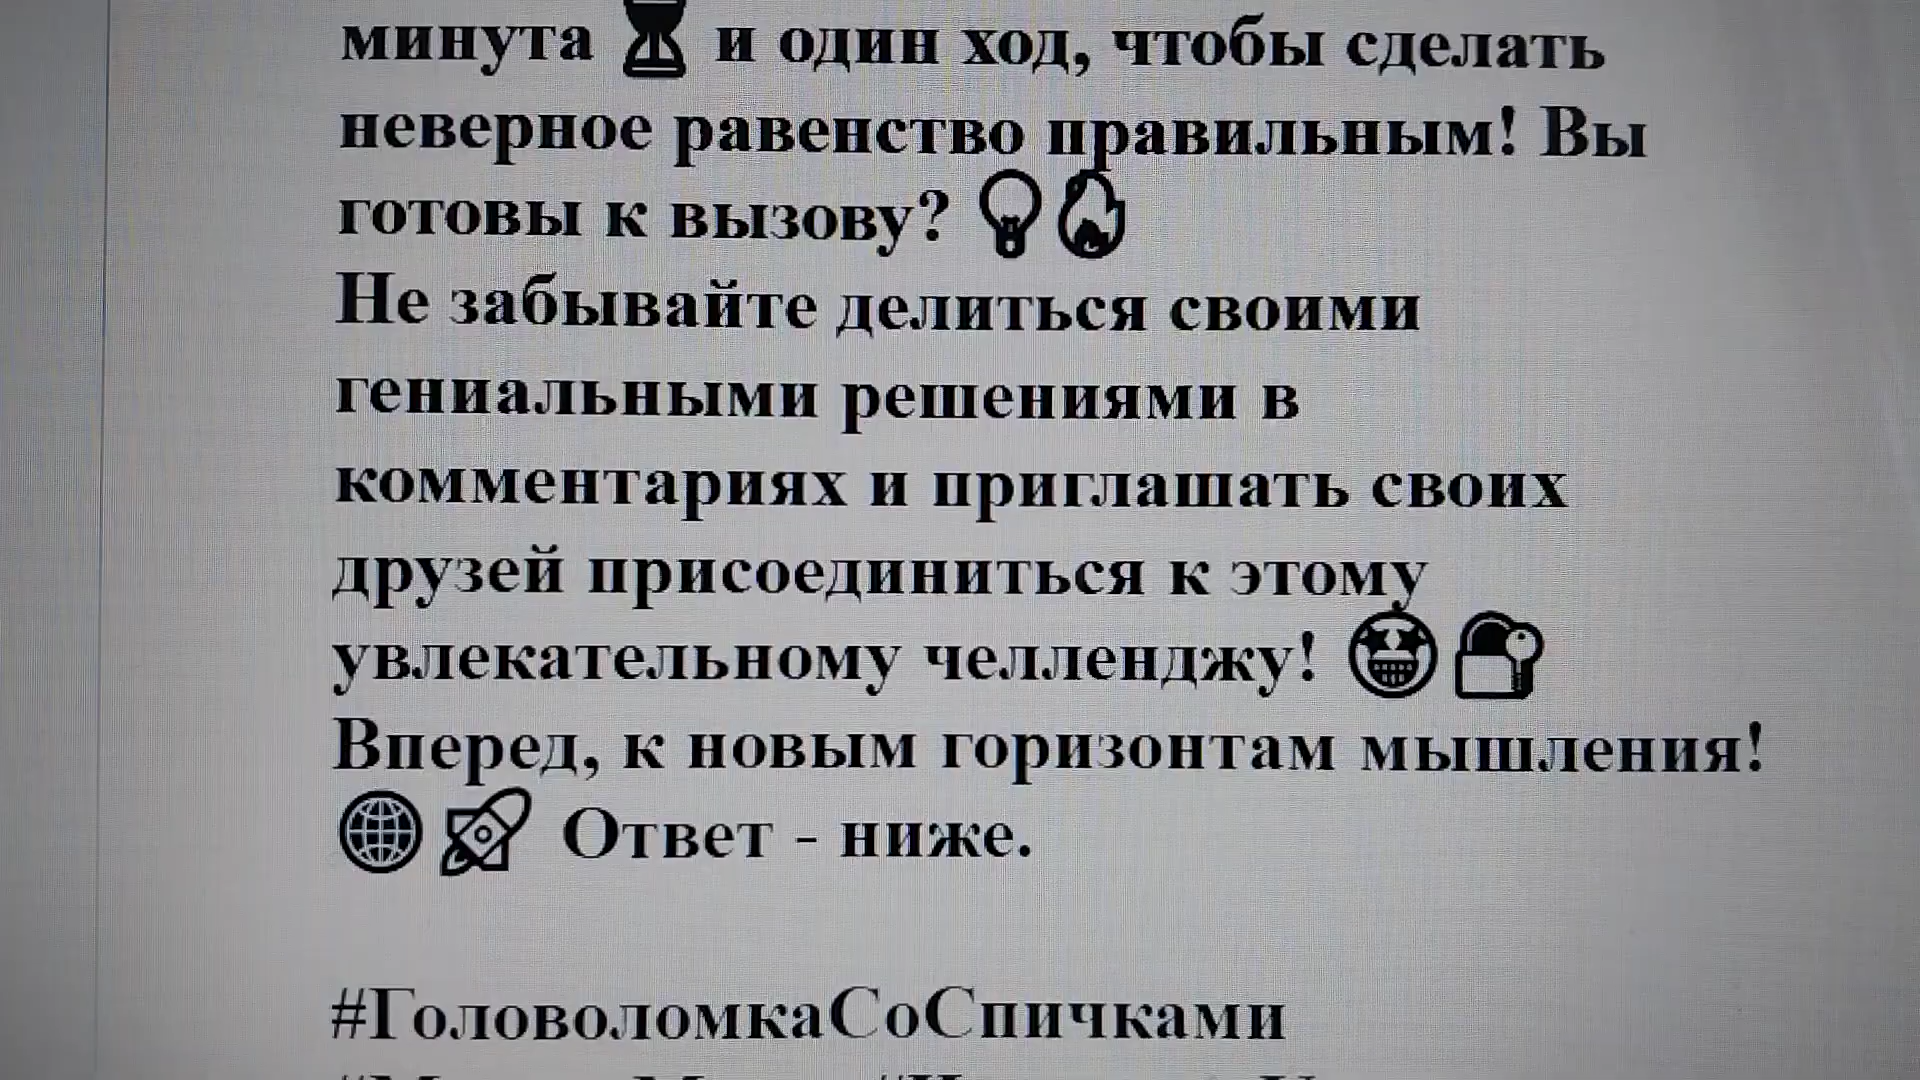 минута ⏳ и один ход, чтобы сделать
неверное равенство правильным! Вы
готовы к вызову? 💡🔥
Не забывайте делиться своими
гениальными решениями в
комментариях и приглашать своих
друзей присоединиться к этому
увлекательному челленджу! 🤩🔐
Вперед, к новым горизонтам мышления!
🌐🚀 Ответ - ниже.
#ГоловоломкаСоСпичками